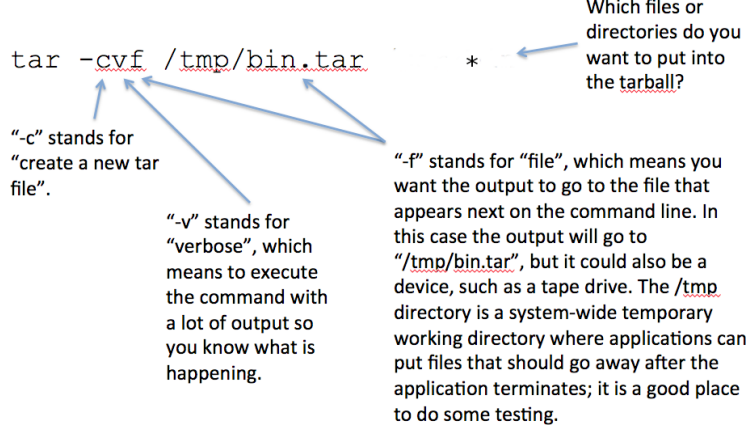 Which files or
directories do you
want to put into
the tarball?
tar -cvf /tmp/bin.tar *
“-c” stands for
“create a new tar
file”.
“-v” stands for
“verbose”, which
means to execute
the command with
a lot of output so
you know what is
happening.
“-f” stands for “file”, which means you
want the output to go to the file that
appears next on the command line. In
this case the output will go to
“/tmp/bin.tar”, but it could also be a
device, such as a tape drive. The /tmp
directory is a system-wide temporary
working directory where applications can
put files that should go away after the
application terminates; it is a good place
to do some testing.